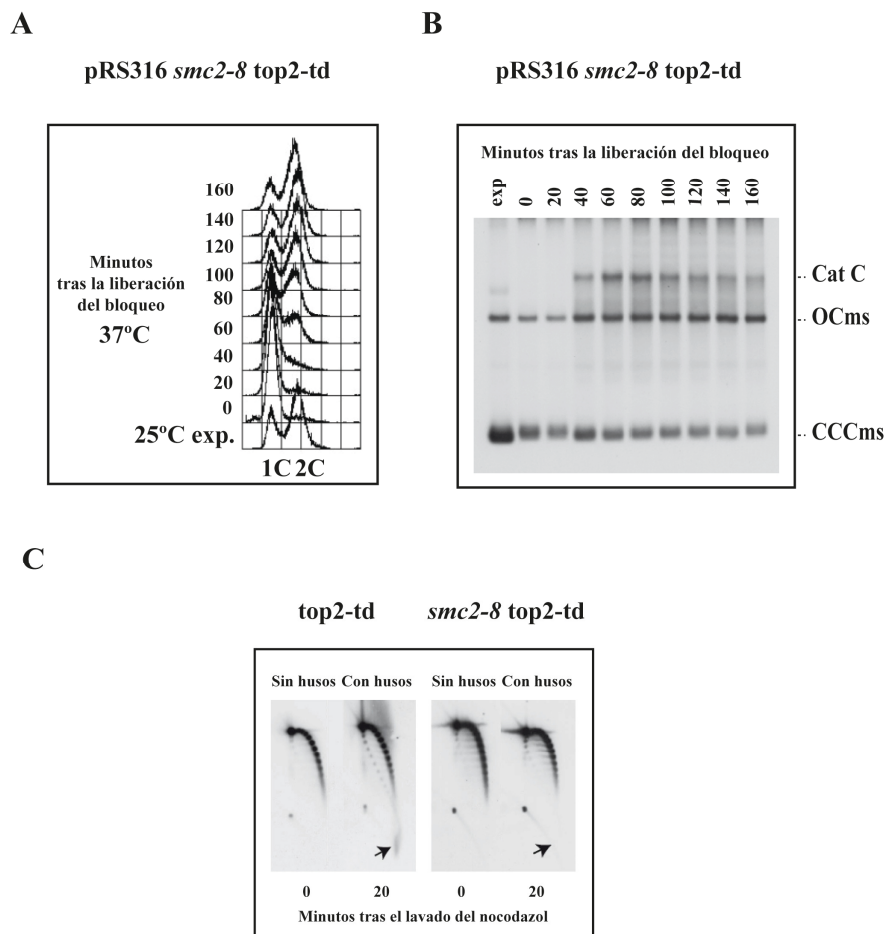 A
pRS316 smc2-8 top2-td
160
140
120
100
80
60
40
20
0
Minutos
tras la liberación
del bloqueo
37ºC
25ºC exp.
1C 2C
B
pRS316 smc2-8 top2-td
Minutos tras la liberación del bloqueo
exp 0 20 40 60 80 100 120 140 160
Cat C
OCms
CCCms
C
top2-td smc2-8 top2-td
Sin husos Con husos Sin husos Con husos
0 20 0 20
Minutos tras el lavado del nocodazol